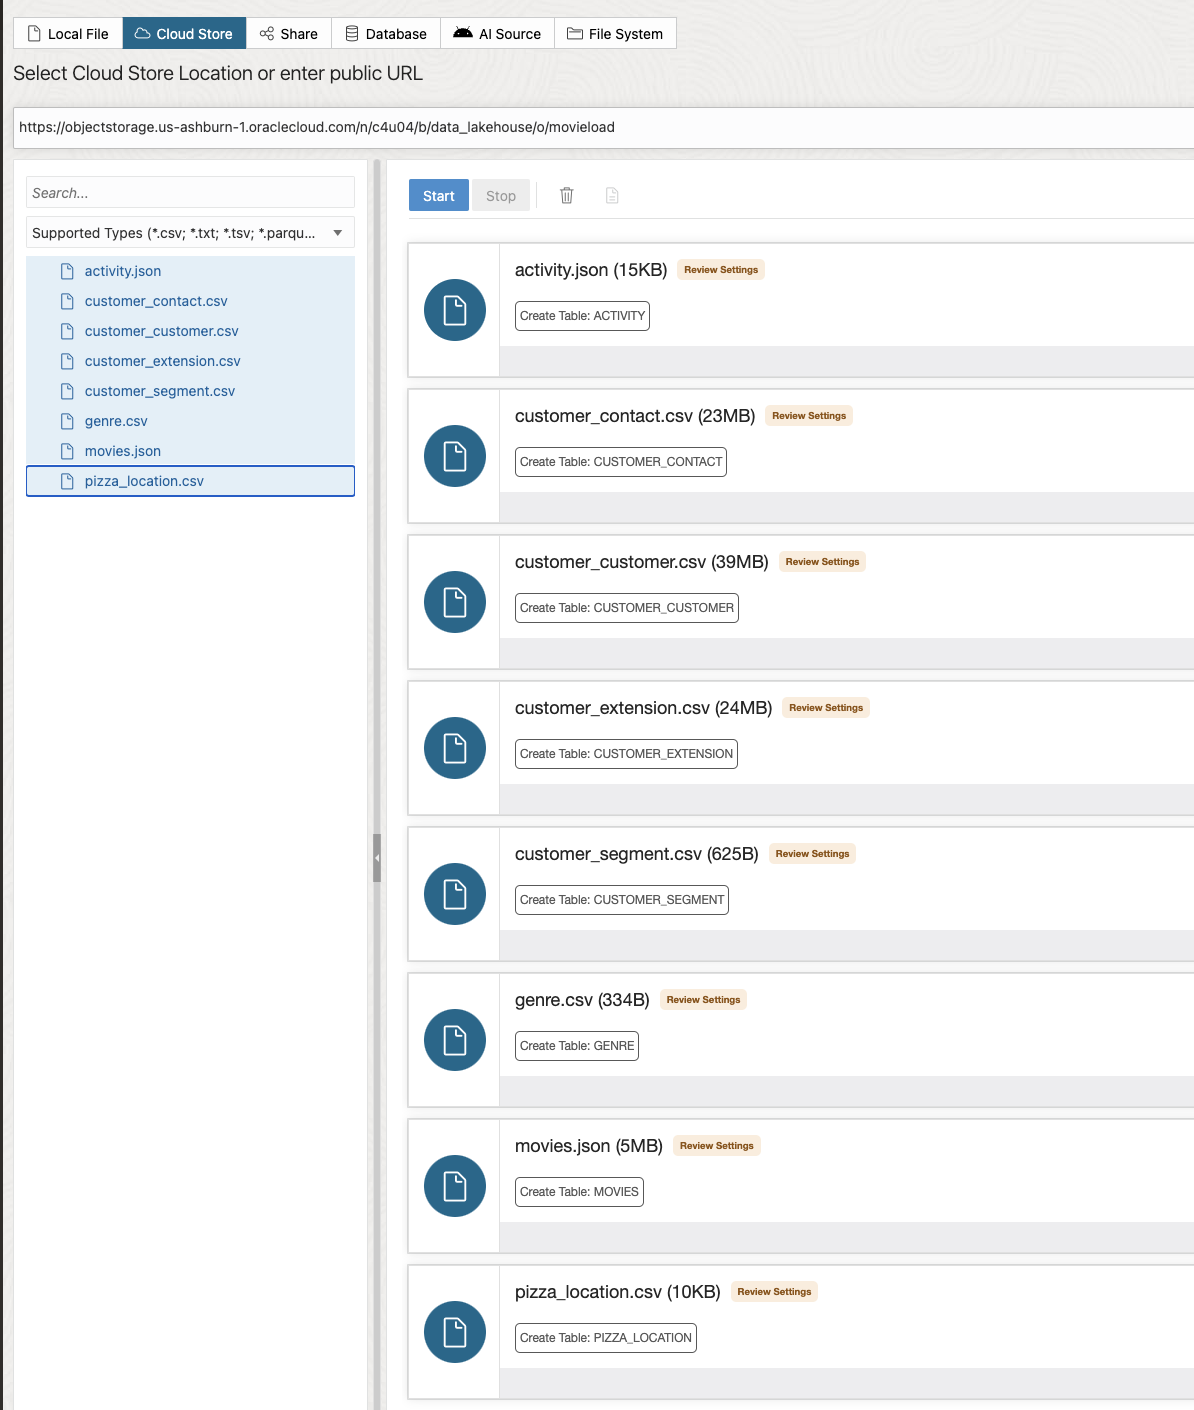 Local File
Cloud Store
Share
Database
AI Source
File System
Select Cloud Store Location or enter public URL
https://objectstorage.us-ashburn-1.oraclecloud.com/n/c4u04/b/data_lakehouse/o/movieload
Search...
Supported Types (*.csv; *.txt; *.tsv; *.parqu...
activity.json
customer_contact.csv
customer_customer.csv
customer_extension.csv
customer_segment.csv
genre.csv
movies.json
pizza_location.csv
Start
Stop
activity.json (15KB) Review Settings
Create Table: ACTIVITY
customer_contact.csv (23MB) Review Settings
Create Table: CUSTOMER_CONTACT
customer_customer.csv (39MB) Review Settings
Create Table: CUSTOMER_CUSTOMER
customer_extension.csv (24MB) Review Settings
Create Table: CUSTOMER_EXTENSION
customer_segment.csv (625B) Review Settings
Create Table: CUSTOMER_SEGMENT
genre.csv (334B) Review Settings
Create Table: GENRE
movies.json (5MB) Review Settings
Create Table: MOVIES
pizza_location.csv (10KB) Review Settings
Create Table: PIZZA_LOCATION